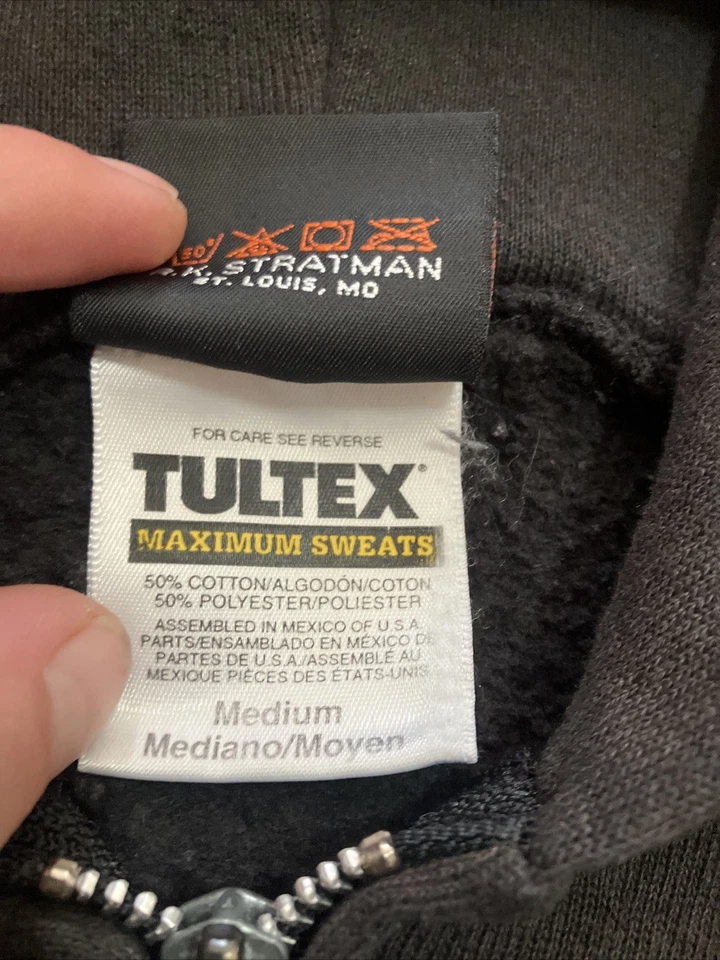 50°
.K. STRATMAN
ST. LOUIS, MO
FOR CARE SEE REVERSE
TULTEX®
MAXIMUM SWEATS
50% COTTON/ALGODÓN/COTON
50% POLYESTER/POLIÉSTER
ASSEMBLED IN MEXICO OF U.S.A.
PARTS/ENSAMBLADO EN MÉXICO DE
PARTES DE U.S.A./ASSEMBLÉ AU
MEXIQUE PIÈCES DES ÉTATS-UNIS
Medium
Mediano/Moyen